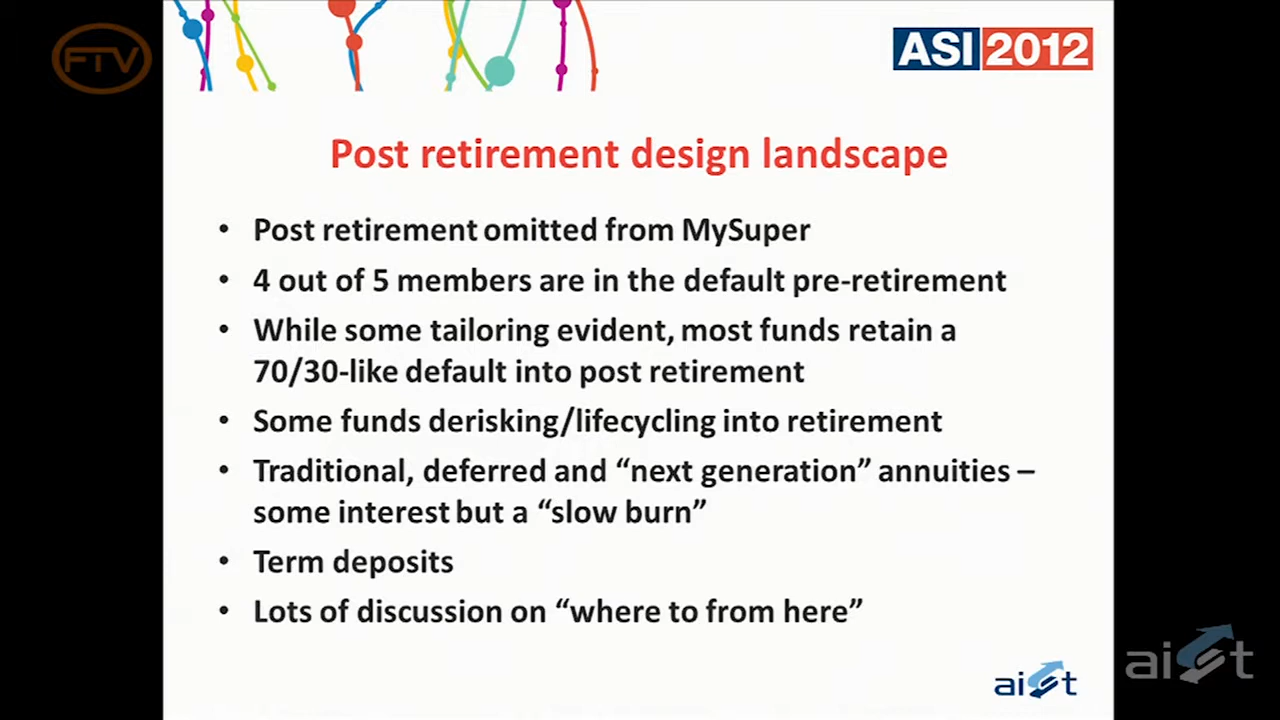 FTV
ASI 2012
Post retirement design landscape
• Post retirement omitted from MySuper
• 4 out of 5 members are in the default pre-retirement
• While some tailoring evident, most funds retain a
70/30-like default into post retirement
• Some funds derisking/lifecycling into retirement
• Traditional, deferred and “next generation” annuities –
some interest but a “slow burn”
• Term deposits
• Lots of discussion on “where to from here”
aist
aist